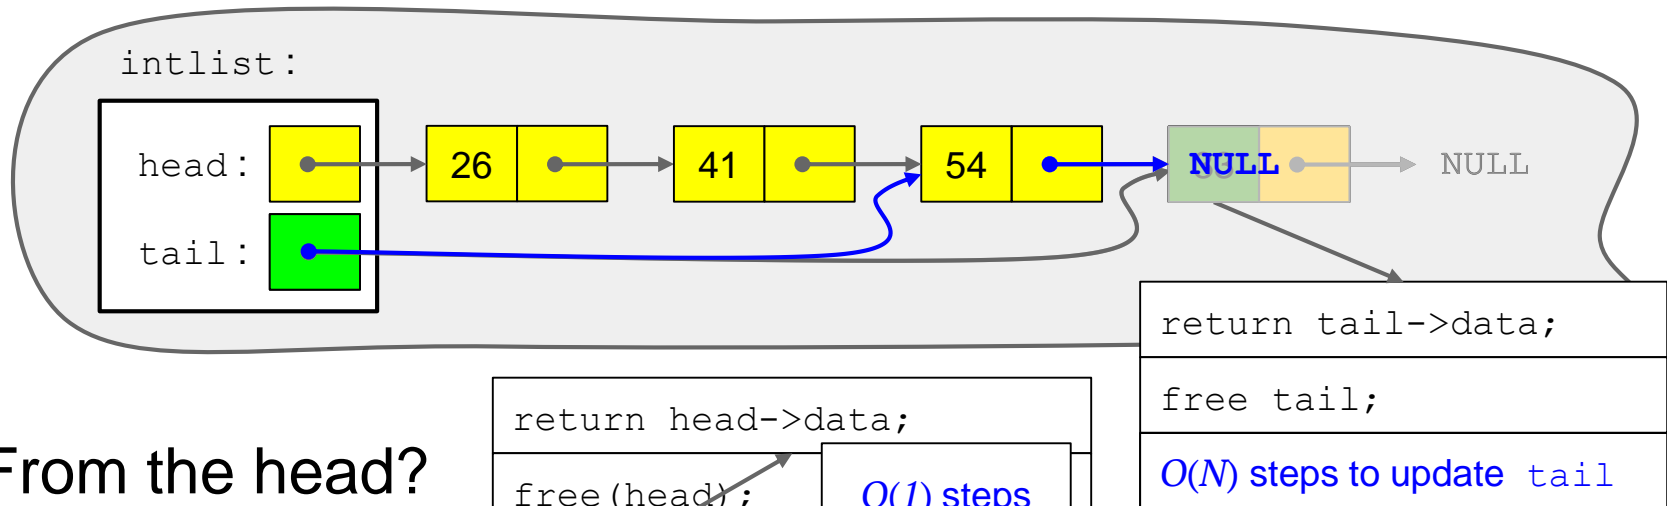 intlist:
head: 26 41 54 NULL NULL
tail:
return tail->data;
free tail;
O(N) steps to update tail
return head->data;
free(head);
O(1) steps
From the head?